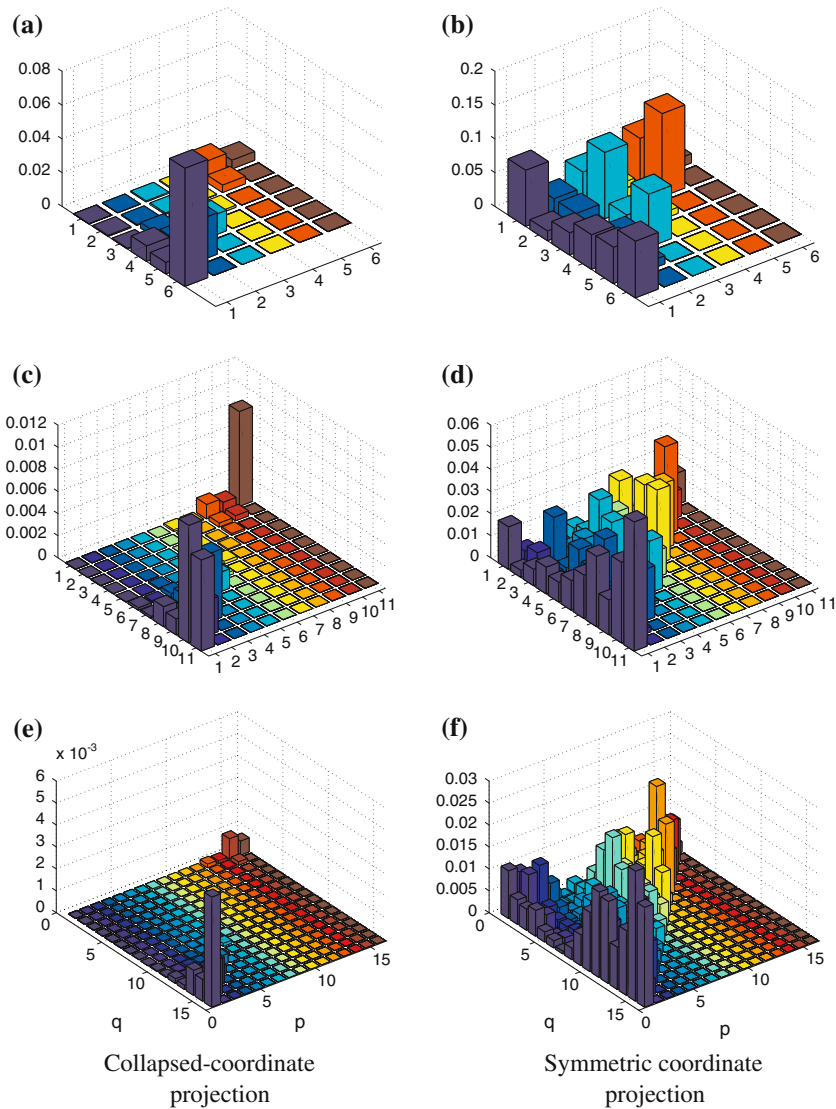 (a)
0.08
0.06
0.04
0.02
0
1 2 3 4 5 6
1 2 3 4 5 6
(b)
0.2
0.15
0.1
0.05
0
1 2 3 4 5 6
1 2 3 4 5 6
(c)
0.012
0.01
0.008
0.006
0.004
0.002
0
1 2 3 4 5 6 7 8 9 10 11
1 2 3 4 5 6 7 8 9 10 11
(d)
0.06
0.05
0.04
0.03
0.02
0.01
0
1 2 3 4 5 6 7 8 9 10 11
1 2 3 4 5 6 7 8 9 10 11
(e)
x 10⁻³
6
5
4
3
2
1
0
0 5 10 15
0 5 10 15
q p
(f)
0.03
0.025
0.02
0.015
0.01
0.005
0
0 5 10 15
0 5 10 15
q p
Collapsed-coordinate
projection
Symmetric coordinate
projection